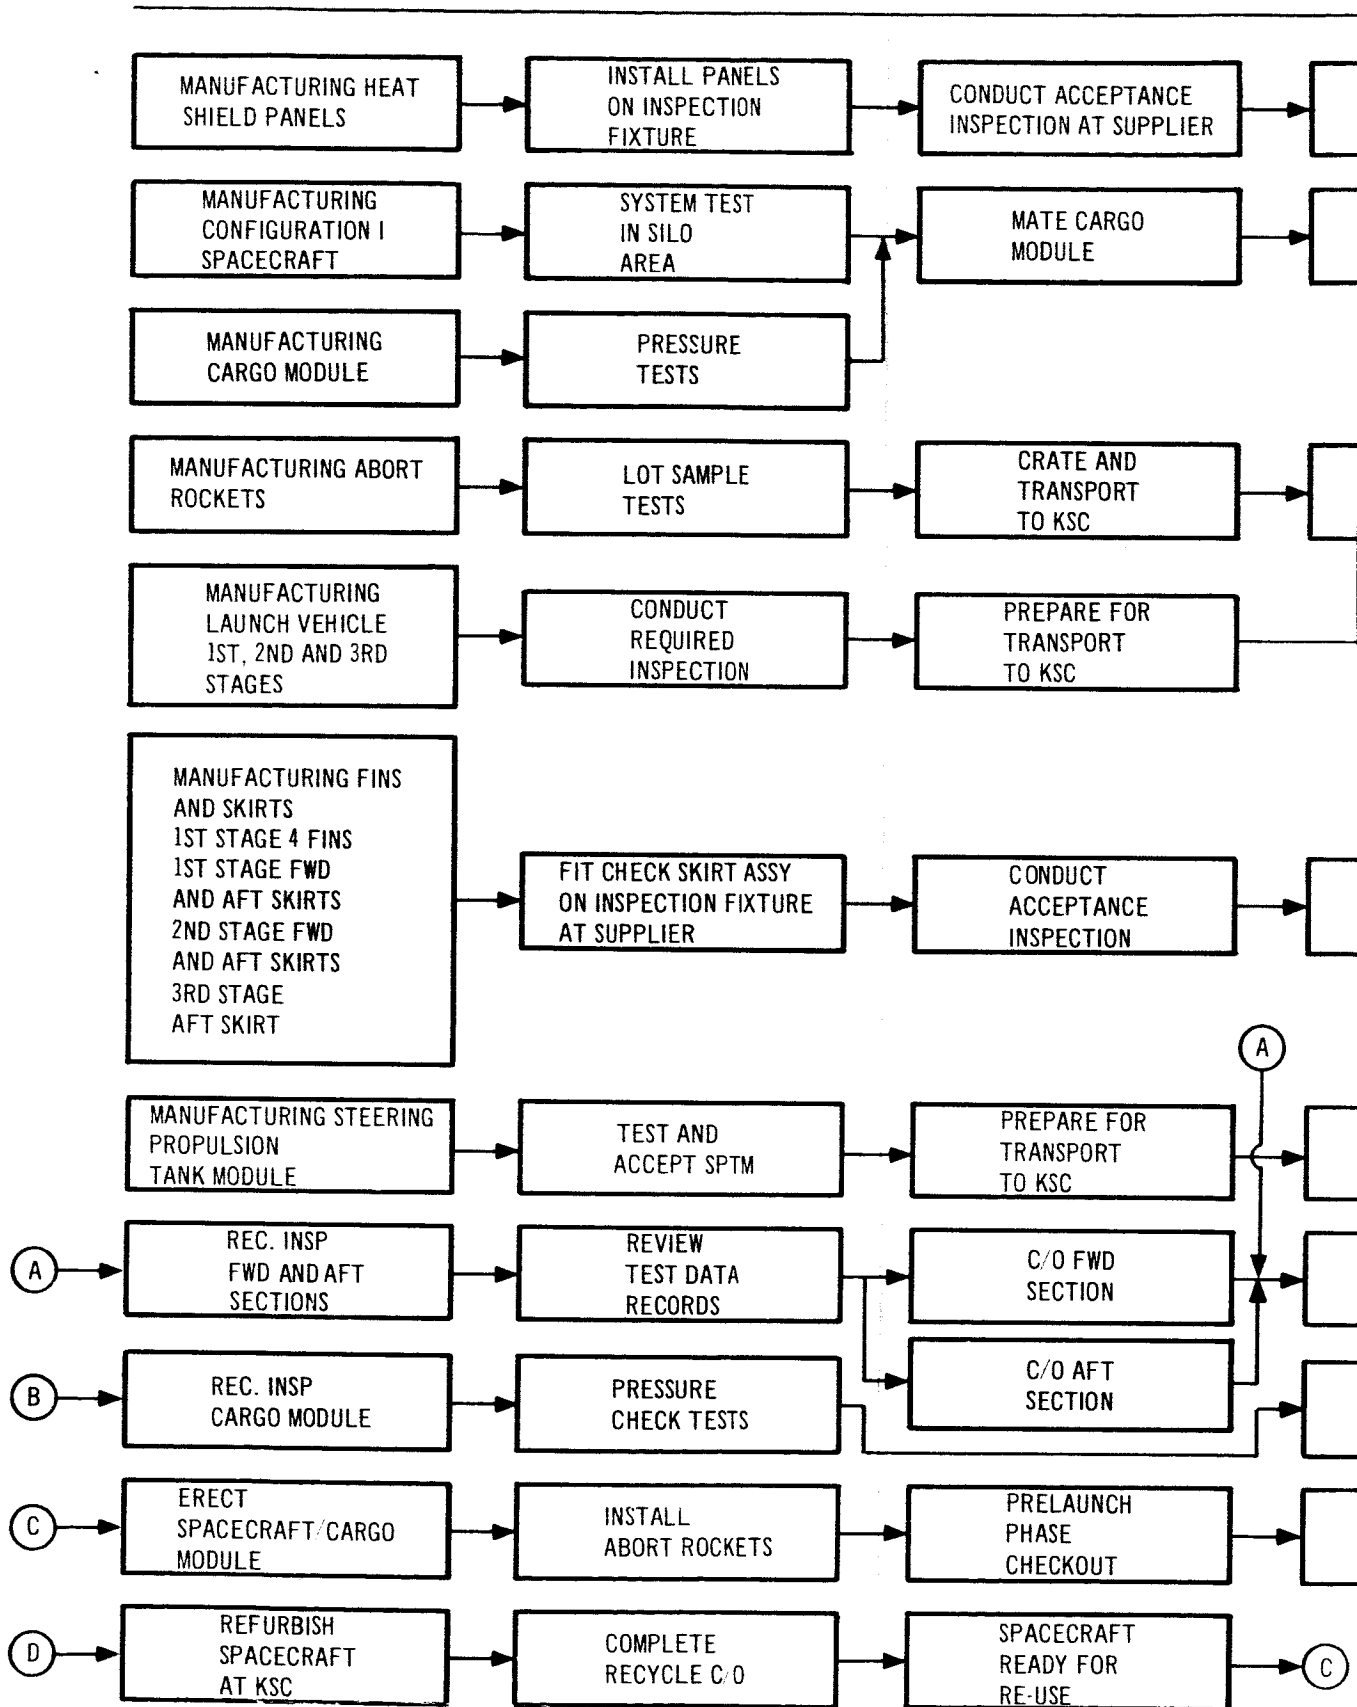 MANUFACTURING HEAT
SHIELD PANELS
INSTALL PANELS
ON INSPECTION
FIXTURE
CONDUCT ACCEPTANCE
INSPECTION AT SUPPLIER
MANUFACTURING
CONFIGURATION I
SPACECRAFT
SYSTEM TEST
IN SILO
AREA
MATE CARGO
MODULE
MANUFACTURING
CARGO MODULE
PRESSURE
TESTS
MANUFACTURING ABORT
ROCKETS
LOT SAMPLE
TESTS
CRATE AND
TRANSPORT
TO KSC
MANUFACTURING
LAUNCH VEHICLE
1ST, 2ND AND 3RD
STAGES
CONDUCT
REQUIRED
INSPECTION
PREPARE FOR
TRANSPORT
TO KSC
MANUFACTURING FINS
AND SKIRTS
1ST STAGE 4 FINS
1ST STAGE FWD
AND AFT SKIRTS
2ND STAGE FWD
AND AFT SKIRTS
3RD STAGE
AFT SKIRT
FIT CHECK SKIRT ASSY
ON INSPECTION FIXTURE
AT SUPPLIER
CONDUCT
ACCEPTANCE
INSPECTION
A
MANUFACTURING STEERING
PROPULSION
TANK MODULE
TEST AND
ACCEPT SPTM
PREPARE FOR
TRANSPORT
TO KSC
A
REC. INSP
FWD AND AFT
SECTIONS
REVIEW
TEST DATA
RECORDS
C/O FWD
SECTION
C/O AFT
SECTION
B
REC. INSP
CARGO MODULE
PRESSURE
CHECK TESTS
C
ERECT
SPACECRAFT/CARGO
MODULE
INSTALL
ABORT ROCKETS
PRELAUNCH
PHASE
CHECKOUT
D
REFURBISH
SPACECRAFT
AT KSC
COMPLETE
RECYCLE C/O
SPACECRAFT
READY FOR
RE-USE
C